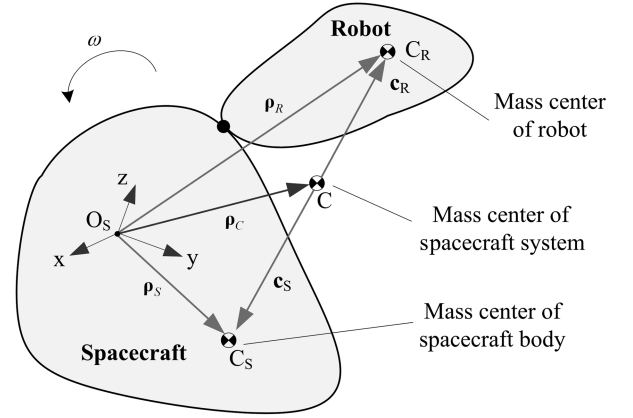 Robot
ω
C_R
c_R
ρ_R
Mass center
of robot
z
O_S
C
x
y
ρ_C
Mass center of
spacecraft system
c_S
ρ_S
Mass center of
spacecraft body
Spacecraft
C_S